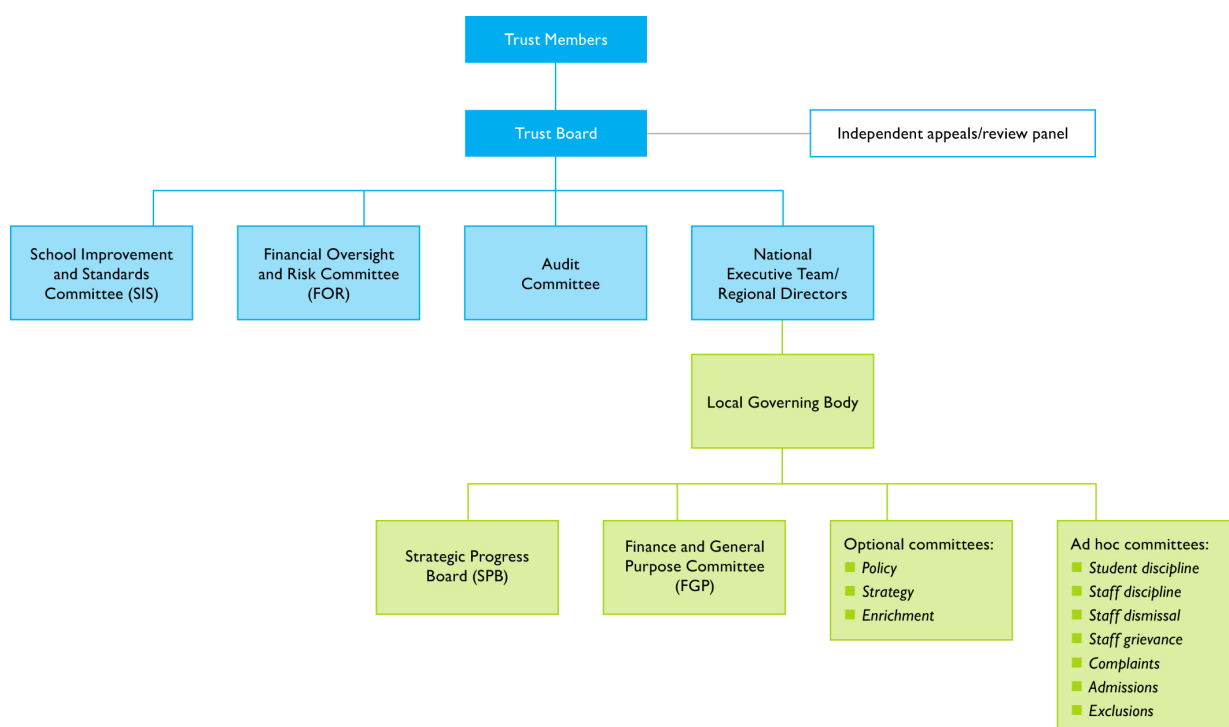 Trust Members
Trust Board
Independent appeals/review panel
School Improvement
and Standards
Committee (SIS)
Financial Oversight
and Risk Committee
(FOR)
Audit
Committee
National
Executive Team/
Regional Directors
Local Governing Body
Strategic Progress
Board (SPB)
Finance and General
Purpose Committee
(FGP)
Optional committees:
Policy
Strategy
Enrichment
Ad hoc committees:
Student discipline
Staff discipline
Staff dismissal
Staff grievance
Complaints
Admissions
Exclusions